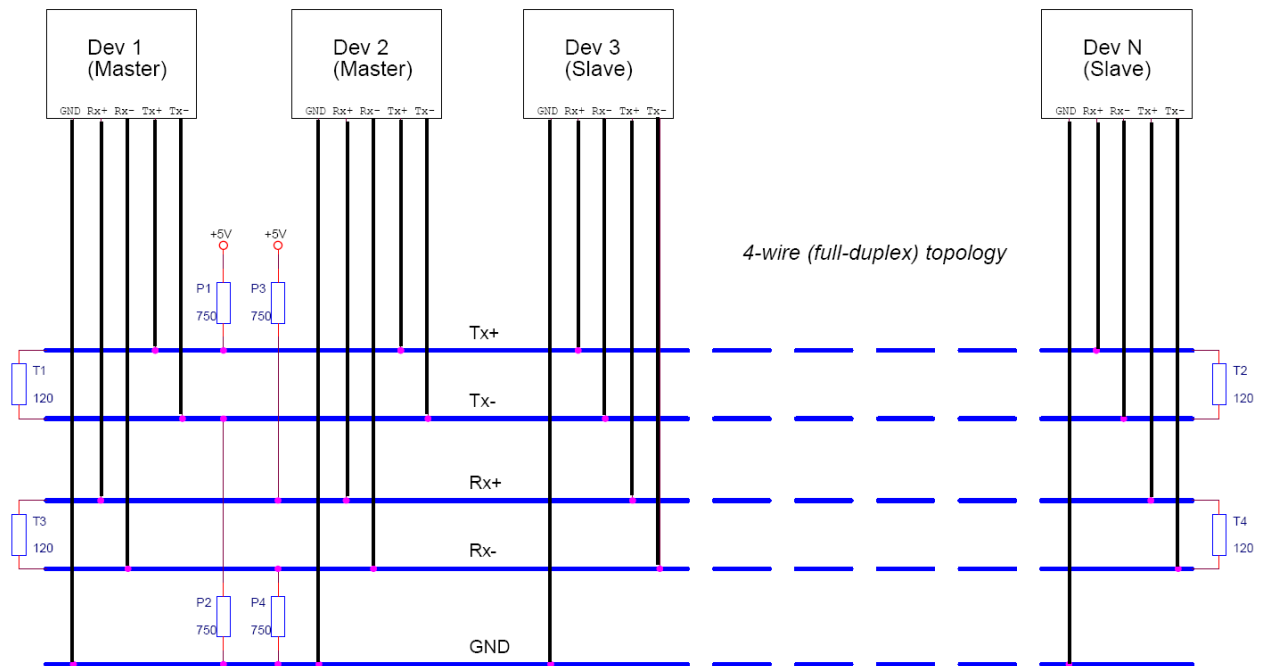 Dev 1
(Master)
GND Rx+ Rx- Tx+ Tx-
Dev 2
(Master)
GND Rx+ Rx- Tx+ Tx-
Dev 3
(Slave)
GND Rx+ Rx- Tx+ Tx-
Dev N
(Slave)
GND Rx+ Rx- Tx+ Tx-
+5V
+5V
4-wire (full-duplex) topology
P1
750
P3
750
Tx+
T1
120
T2
120
Tx-
Rx+
T3
120
T4
120
Rx-
P2
750
P4
750
GND